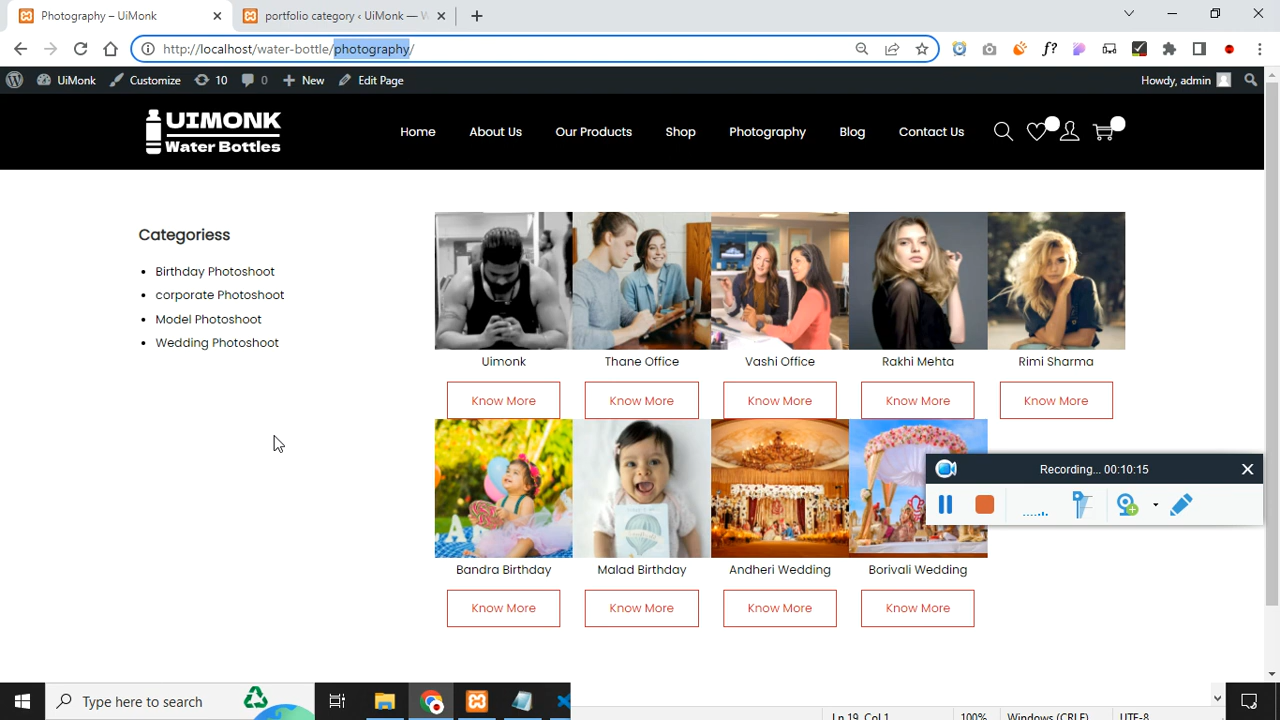 Photography – UiMonk
portfolio category ‹ UiMonk — W
http://localhost/water-bottle/photography/
UiMonk
Customize
10
0
New
Edit Page
Howdy, admin
UIMONK
Water Bottles
Home
About Us
Our Products
Shop
Photography
Blog
Contact Us
Categoriess
Birthday Photoshoot
corporate Photoshoot
Model Photoshoot
Wedding Photoshoot
Uimonk
Thane Office
Vashi Office
Rakhi Mehta
Rimi Sharma
Know More
Know More
Know More
Know More
Know More
Bandra Birthday
Malad Birthday
Andheri Wedding
Borivali Wedding
Know More
Know More
Know More
Know More
Recording... 00:10:15
Type here to search
Ln 19, Col 1
100%
Windows (CRLF)
UTF-8